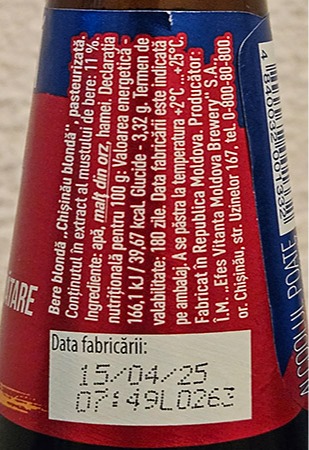 Bere blondă „Chișinău blondă", pasteurizată.
Conținutul în extract al mustului de bere: 11 %.
Ingrediente: apă, malț din orz, hamei. Declarația
nutrițională pentru 100 g: Valoarea energetică -
166,1 kJ / 39,67 kcal. Glucide - 3,32 g. Termen de
valabilitate: 180 zile. Data fabricării este indicată
pe ambalaj. A se păstra la temperatura +2°C...+25°C.
Fabricat în Republica Moldova. Producător:
Î.M. „Efes Vitanta Moldova Brewery" S.A.,
or. Chișinău, str. Uzinelor 167, tel. 0-800-80-800.
4840032001332
ALCOOLUL POATE
Data fabricării:
15/04/25
07:49L0263